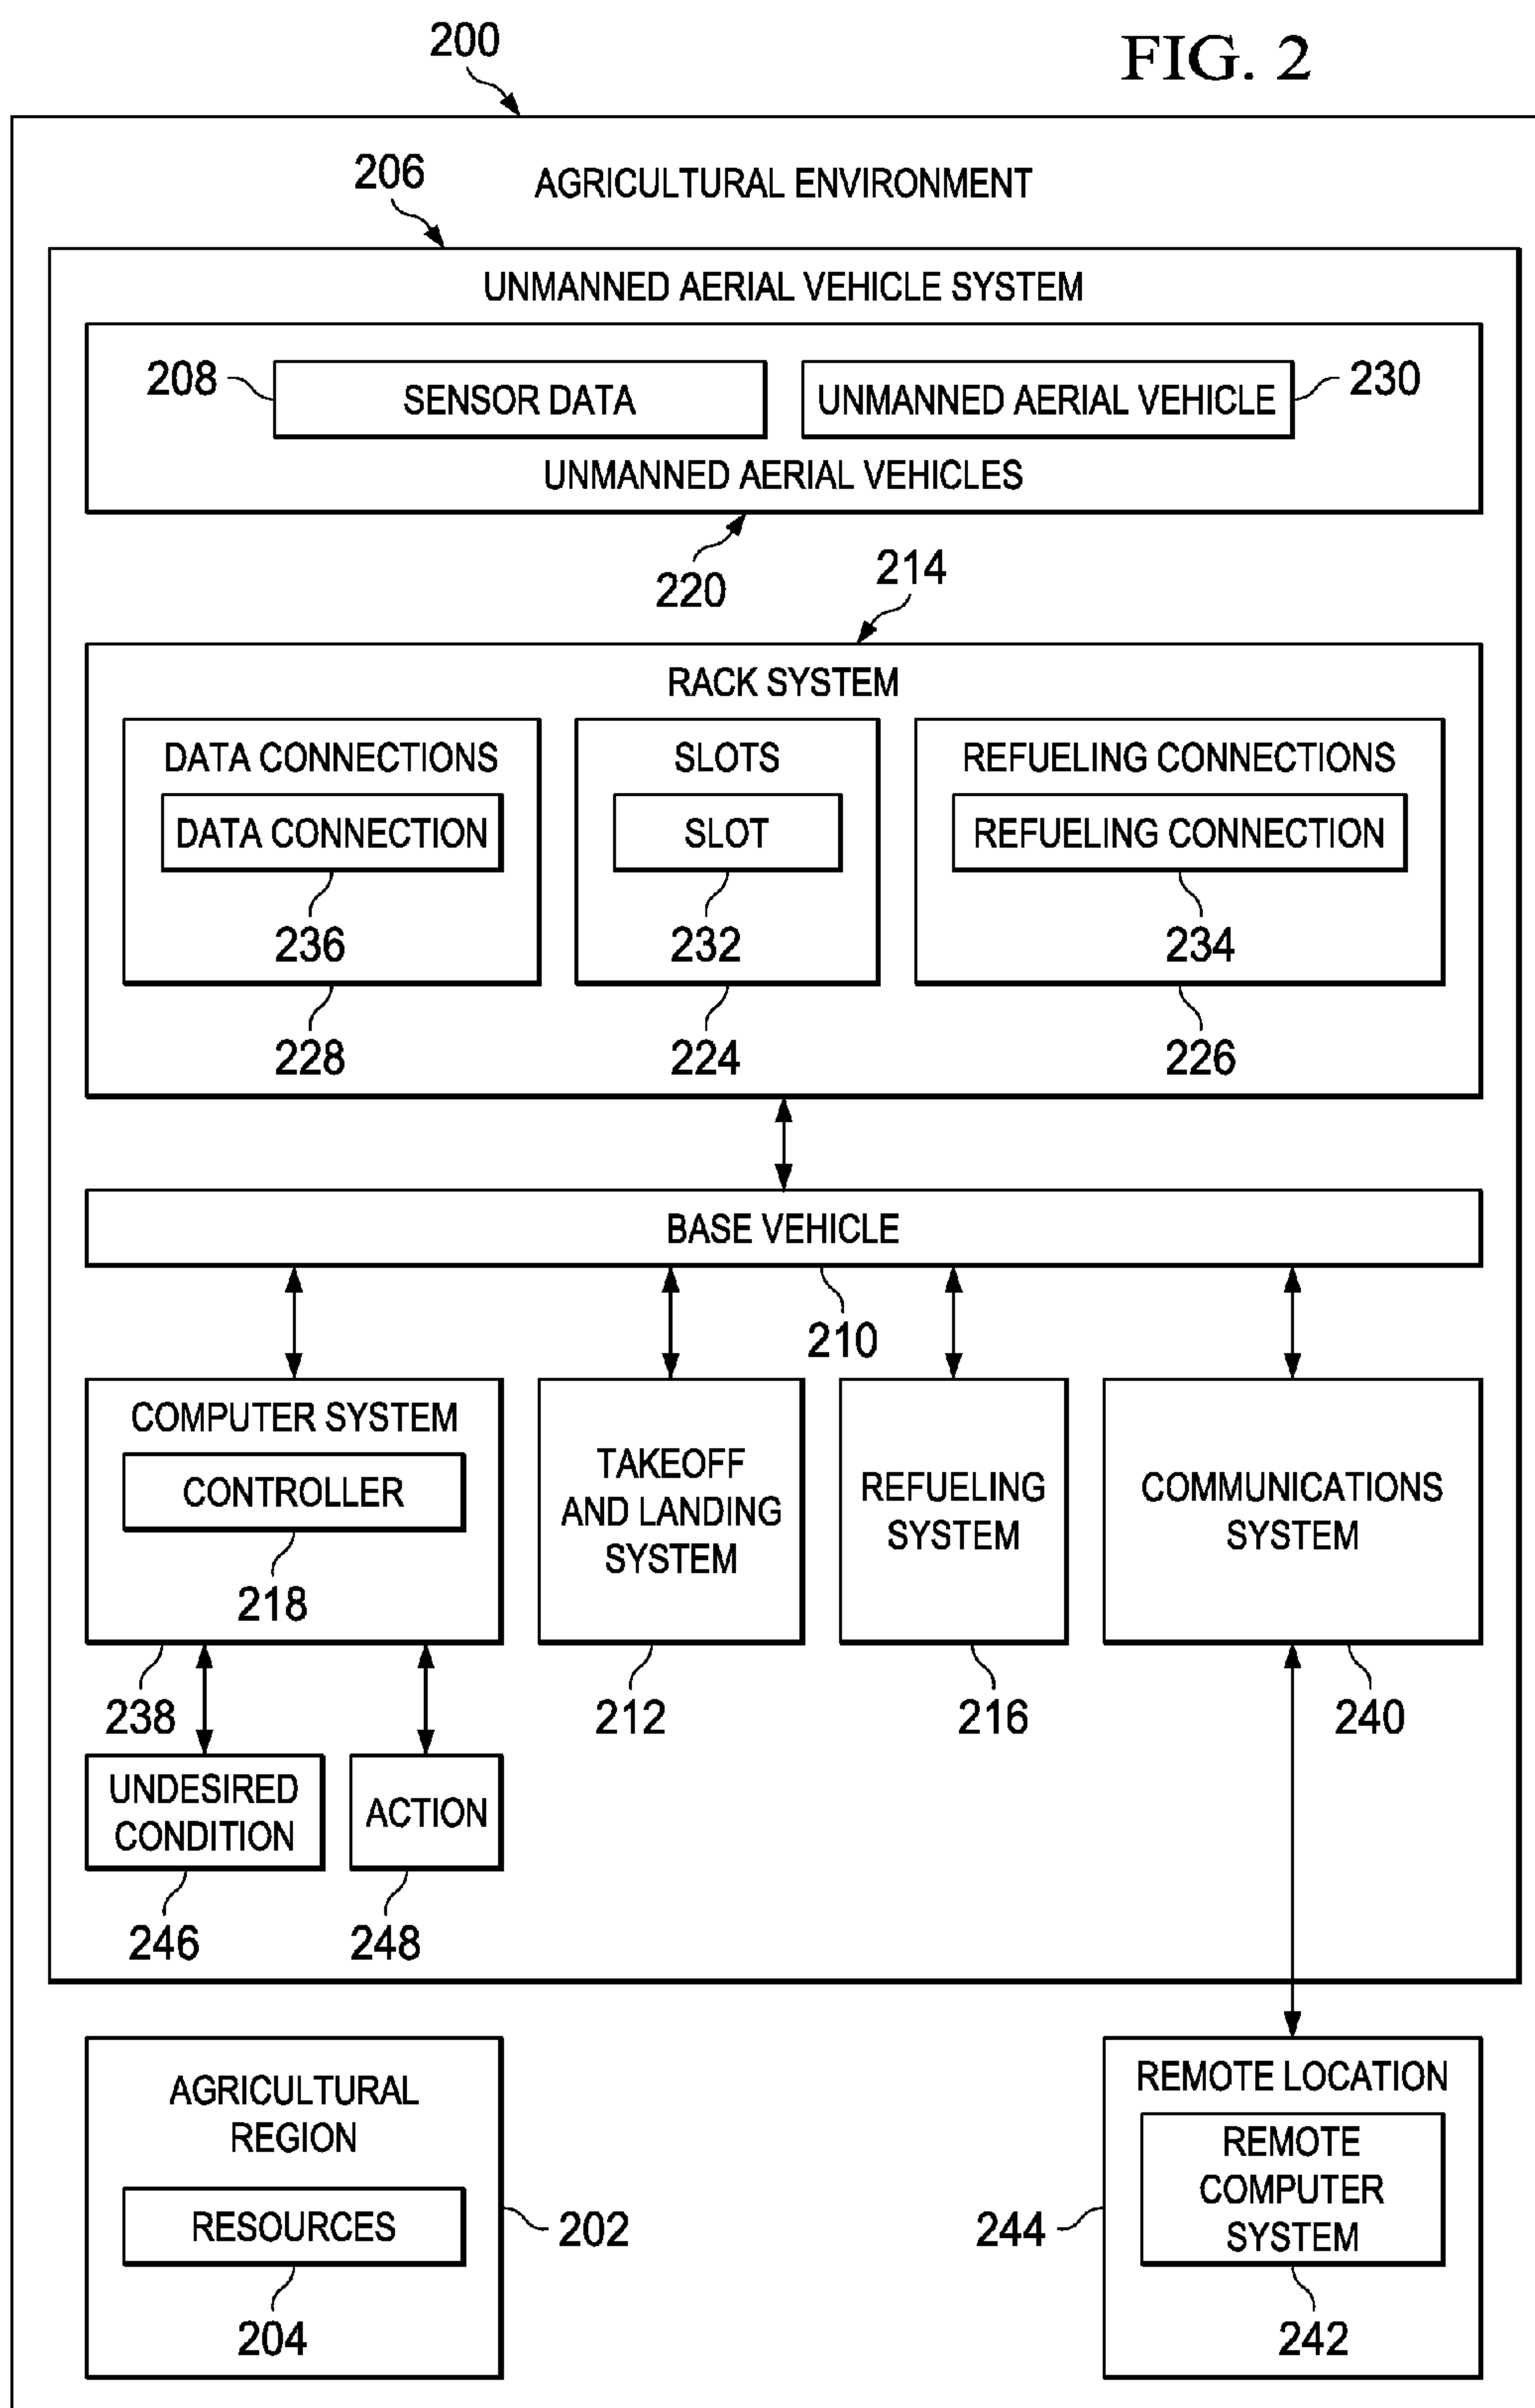 FIG. 2
200
AGRICULTURAL ENVIRONMENT
206
UNMANNED AERIAL VEHICLE SYSTEM
208
SENSOR DATA
UNMANNED AERIAL VEHICLE
230
UNMANNED AERIAL VEHICLES
220
214
RACK SYSTEM
DATA CONNECTIONS
DATA CONNECTION
236
228
SLOTS
SLOT
232
224
REFUELING CONNECTIONS
REFUELING CONNECTION
234
226
BASE VEHICLE
210
COMPUTER SYSTEM
CONTROLLER
218
238
TAKEOFF
AND LANDING
SYSTEM
212
REFUELING
SYSTEM
216
COMMUNICATIONS
SYSTEM
240
UNDESIRED
CONDITION
246
ACTION
248
AGRICULTURAL
REGION
RESOURCES
204
202
REMOTE LOCATION
REMOTE
COMPUTER
SYSTEM
242
244